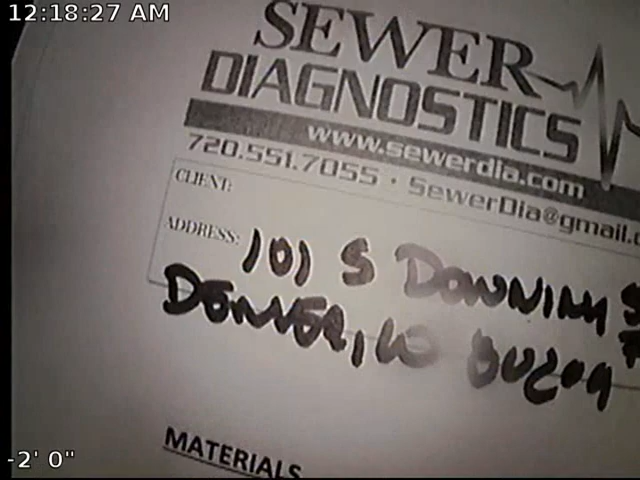 12:18:27 AM
SEWER
DIAGNOSTICS
www.sewerdia.com
720.551.7055 · SewerDia@gmail.c
CLIENT:
ADDRESS: 101 S DOWNING S
DENVER, CO 80209
MATERIALS
-2' 0"